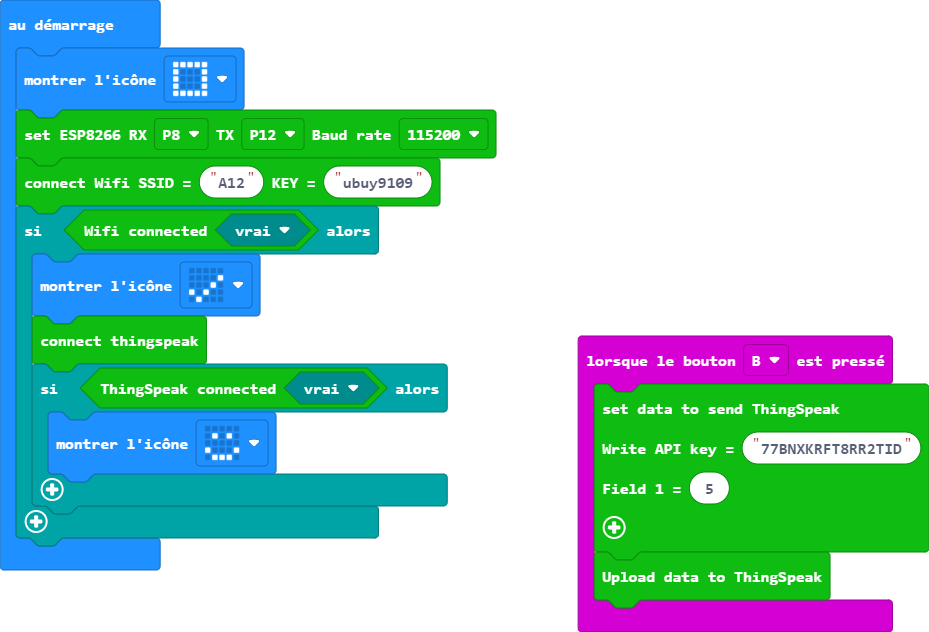 au démarrage
montrer l'icône
set ESP8266 RX P8 TX P12 Baud rate 115200
connect Wifi SSID = "A12" KEY = "ubuy9109"
si Wifi connected vrai alors
montrer l'icône
connect thingspeak
si ThingSpeak connected vrai alors
montrer l'icône
lorsque le bouton B est pressé
set data to send ThingSpeak
Write API key = "77BNXKRFT8RR2TID"
Field 1 = 5
Upload data to ThingSpeak